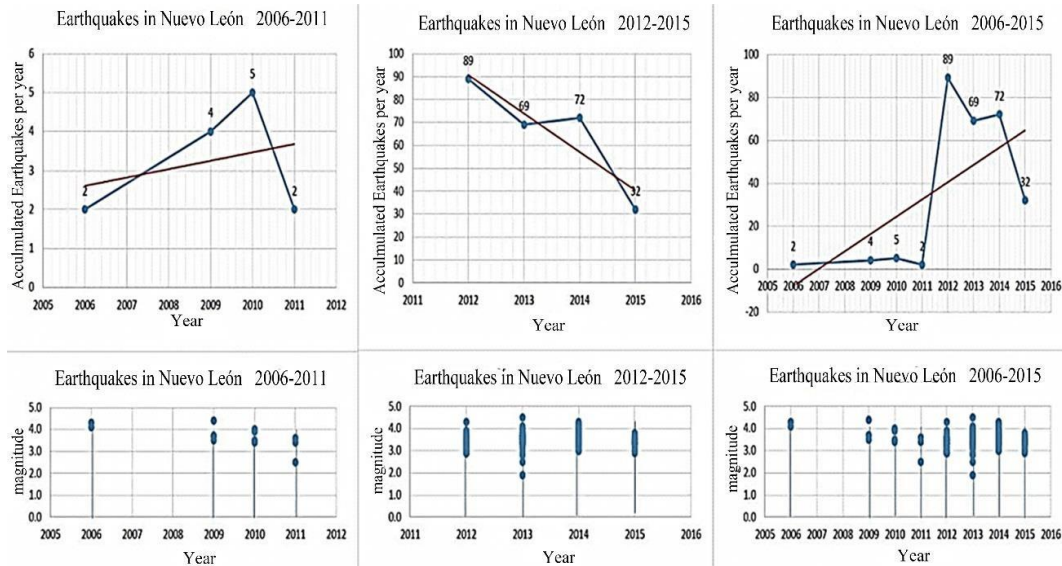 Earthquakes in Nuevo León 2006-2011
Acculmulated Earthquakes per year
6
5
4
3
2
1
0
2
4
5
2
2005 2006 2007 2008 2009 2010 2011 2012
Year
Earthquakes in Nuevo León 2012-2015
Accumulated Earthquakes per year
100
90
80
70
60
50
40
30
20
10
0
89
69
72
32
2011 2012 2013 2014 2015 2016
Year
Earthquakes in Nuevo León 2006-2015
Accumulated Earthquakes per year
100
80
60
40
20
0
-20
2
4
5
2
89
69
72
32
2005 2006 2007 2008 2009 2010 2011 2012 2013 2014 2015 2016
Year
Earthquakes in Nuevo León 2006-2011
magnitude
5.0
4.0
3.0
2.0
1.0
0.0
2005 2006 2007 2008 2009 2010 2011 2012
Year
Earthquakes in Nuevo León 2012-2015
magnitude
5.0
4.0
3.0
2.0
1.0
0.0
2011 2012 2013 2014 2015 2016
Year
Earthquakes in Nuevo León 2006-2015
magnitude
5.0
4.0
3.0
2.0
1.0
0.0
2005 2006 2007 2008 2009 2010 2011 2012 2013 2014 2015 2016
Year